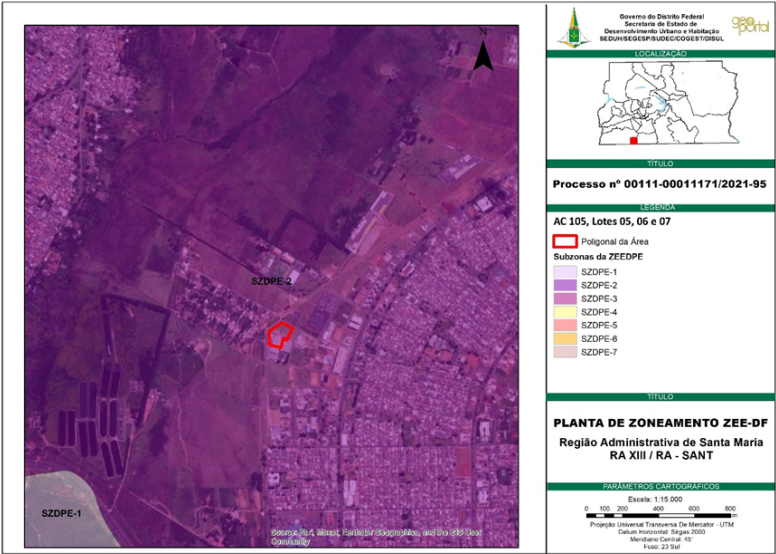 N
SZDPE-2
SZDPE-1
Source: Esri, Maxar, Earthstar Geographics, and the GIS User
Community
Governo do Distrito Federal
Secretaria de Estado de
Desenvolvimento Urbano e Habitação
SEDUH/SEGESP/SUDEC/COGEST/DISUL
geo
portal
LOCALIZAÇÃO
TÍTULO
Processo nº 00111-00011171/2021-95
LEGENDA
AC 105, Lotes 05, 06 e 07
Poligonal da Área
Subzonas da ZEEDPE
SZDPE-1
SZDPE-2
SZDPE-3
SZDPE-4
SZDPE-5
SZDPE-6
SZDPE-7
TÍTULO
PLANTA DE ZONEAMENTO ZEE-DF
Região Administrativa de Santa Maria
RA XIII / RA - SANT
PARÂMETROS CARTOGRÁFICOS
Escala: 1:15.000
0 100 200 400 600 800
Projeção Universal Transversa De Mercator - UTM
Datum Horizontal: Sirgas 2000
Meridiano Central: 45°
Fuso: 23 Sul